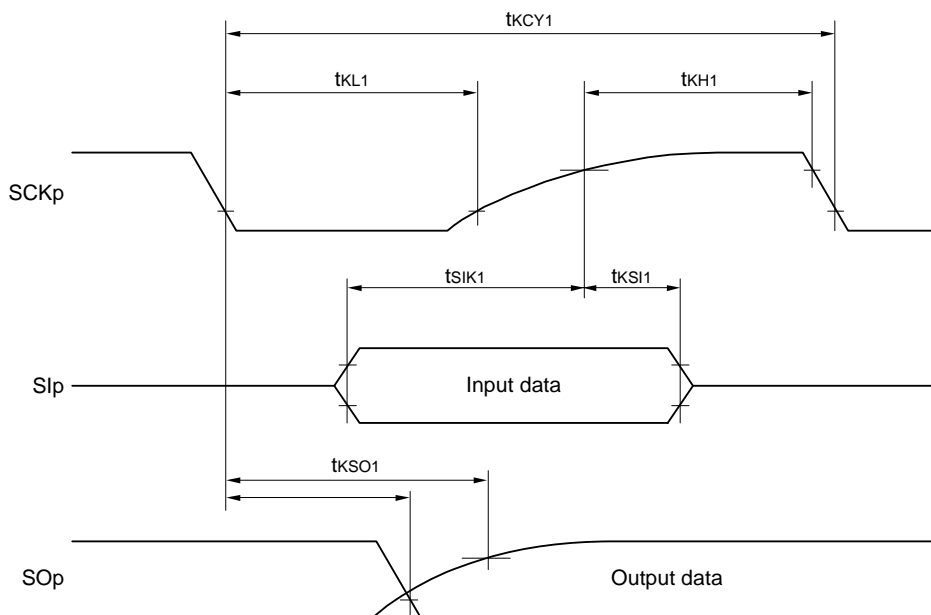 tKCY1
tKL1
tKH1
SCKp
tSIK1
tKSI1
SIp
Input data
tKSO1
SOp
Output data